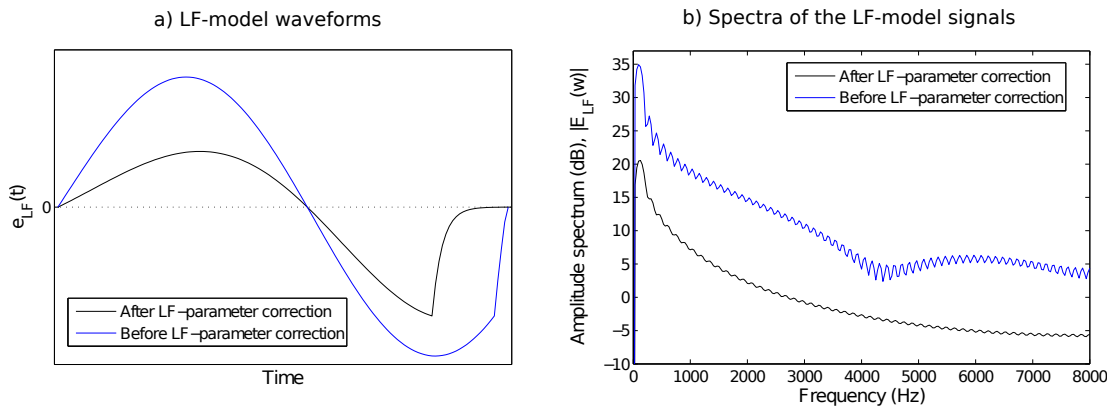 a) LF-model waveforms
e_LF(t)
0
After LF-parameter correction
Before LF-parameter correction
Time
b) Spectra of the LF-model signals
Amplitude spectrum (dB), |E_LF(w)|
35
30
25
20
15
10
5
0
−5
−10
After LF-parameter correction
Before LF-parameter correction
0 1000 2000 3000 4000 5000 6000 7000 8000
Frequency (Hz)